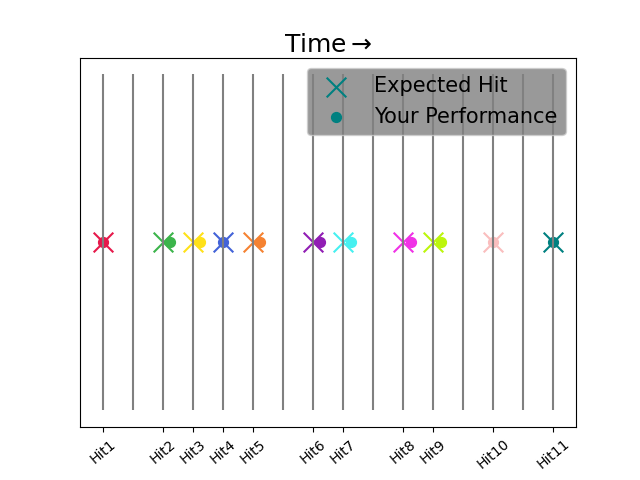 Time→
Expected Hit
Your Performance
Hit1
Hit2
Hit3
Hit4
Hit5
Hit6
Hit7
Hit8
Hit9
Hit10
Hit11